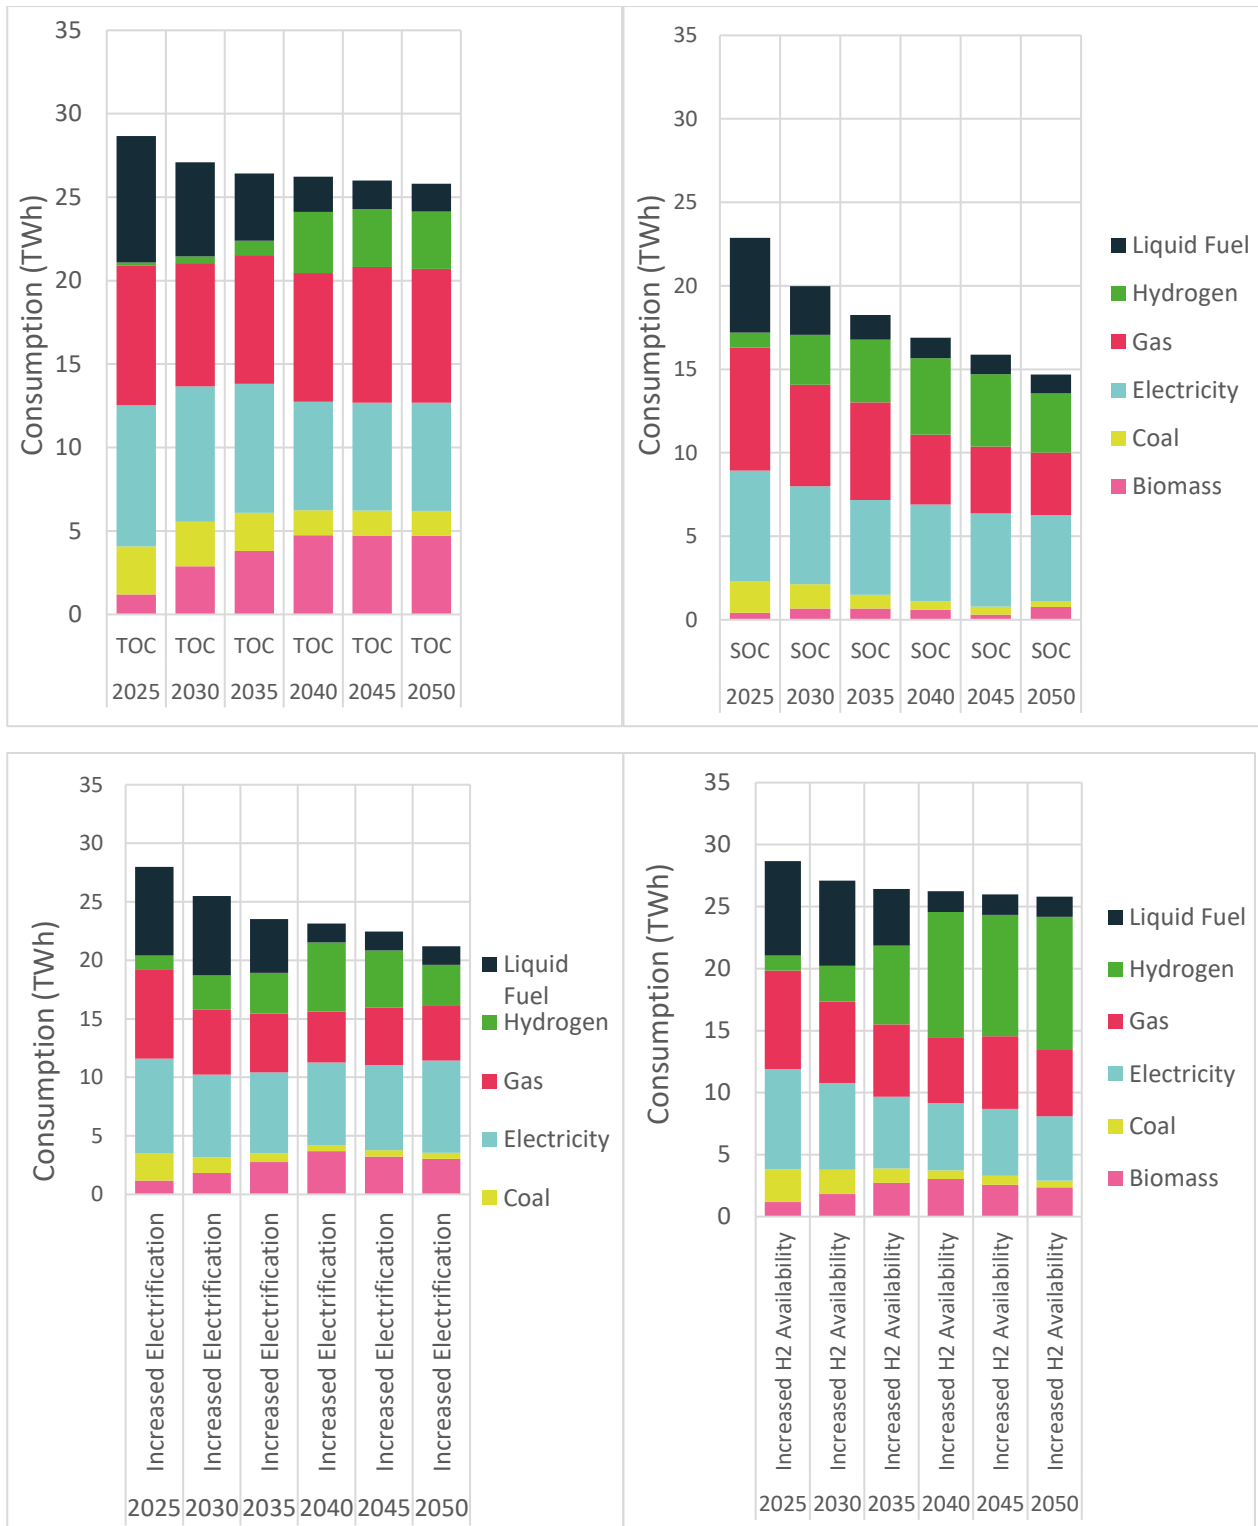 35
30
25
20
15
10
5
0
Consumption (TWh)
TOC TOC TOC TOC TOC TOC
2025 2030 2035 2040 2045 2050
35
30
25
20
15
10
5
0
Consumption (TWh)
SOC SOC SOC SOC SOC SOC
2025 2030 2035 2040 2045 2050
Liquid Fuel
Hydrogen
Gas
Electricity
Coal
Biomass
35
30
25
20
15
10
5
0
Consumption (TWh)
Increased Electrification
Increased Electrification
Increased Electrification
Increased Electrification
Increased Electrification
Increased Electrification
2025 2030 2035 2040 2045 2050
Liquid
Fuel
Hydrogen
Gas
Electricity
Coal
35
30
25
20
15
10
5
0
Consumption (TWh)
Increased H2 Availability
Increased H2 Availability
Increased H2 Availability
Increased H2 Availability
Increased H2 Availability
Increased H2 Availability
2025 2030 2035 2040 2045 2050
Liquid Fuel
Hydrogen
Gas
Electricity
Coal
Biomass